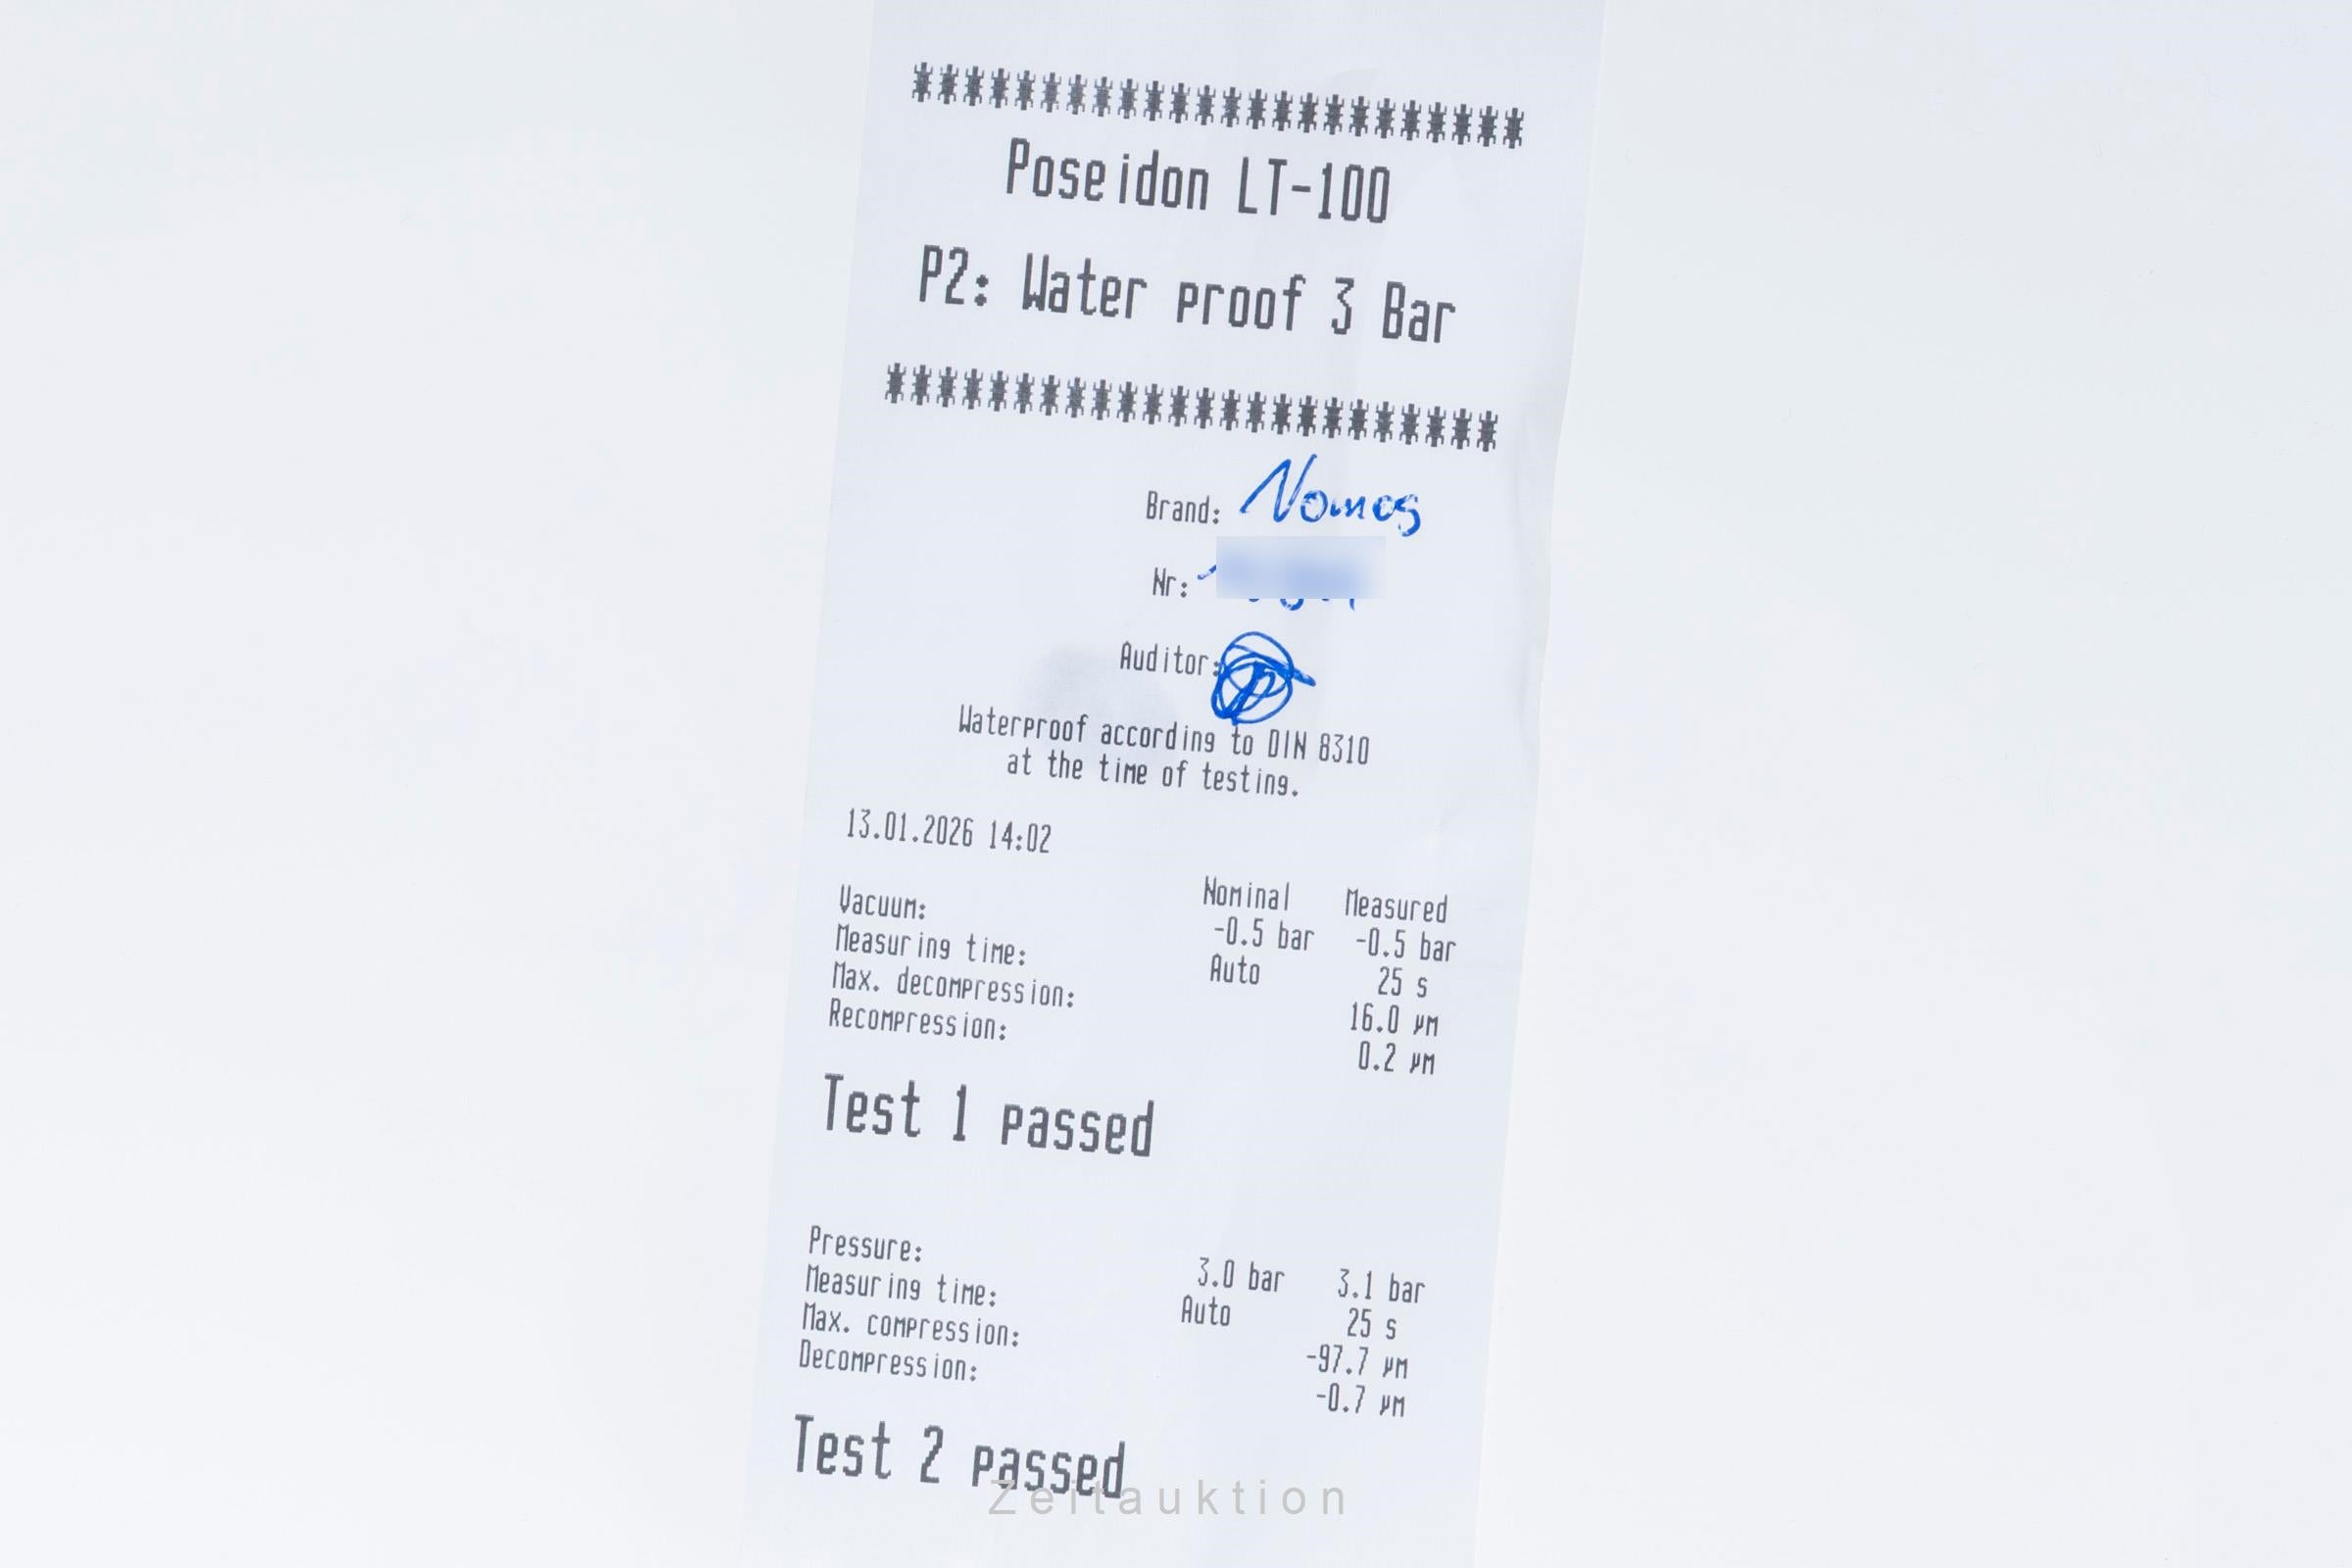 ************************
Poseidon LT-100
P2: Water proof 3 Bar
************************
Brand: Nomos
Nr:
Auditor:
Waterproof according to DIN 8310
at the time of testing.
13.01.2026 14:02
Nominal Measured
Vacuum: -0.5 bar -0.5 bar
Measuring time: Auto 25 s
Max. decompression: 16.0 µm
Recompression: 0.2 µm
Test 1 passed
Pressure: 3.0 bar 3.1 bar
Measuring time: Auto 25 s
Max. compression: -97.7 µm
Decompression: -0.7 µm
Test 2 passed
Zeitauktion